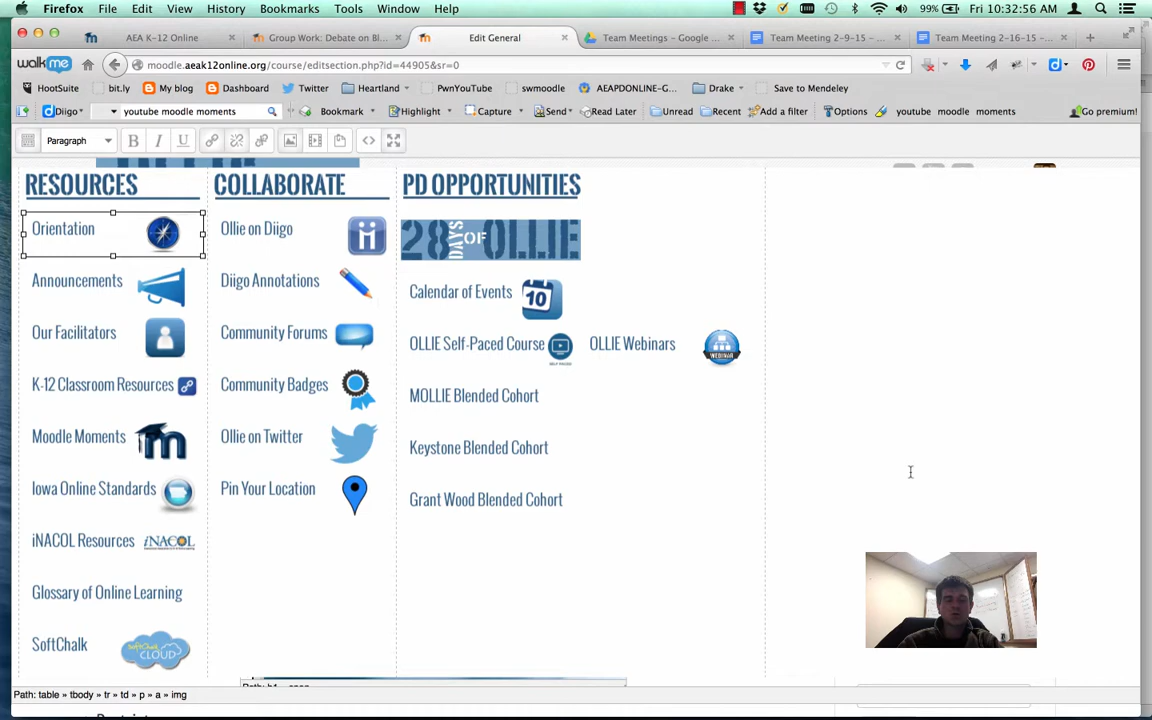 Firefox File Edit View History Bookmarks Tools Window Help 99% Fri 10:32:56 AM
AEA K-12 Online Group Work: Debate on Bl... Edit General Team Meetings – Google ... Team Meeting 2-9-15 – ... Team Meeting 2-16-15 – ...
walkme moodle.aeak12online.org/course/editsection.php?id=44905&sr=0
HootSuite bit.ly My blog Dashboard Twitter Heartland PwnYouTube swmoodle AEAPDONLINE-G... Drake Save to Mendeley
Diigo youtube moodle moments Bookmark Highlight Capture Send Read Later Unread Recent Add a filter Options youtube moodle moments Go premium!
Paragraph B I U
RESOURCES COLLABORATE PD OPPORTUNITIES
Orientation Ollie on Diigo 28 DAYS OF OLLIE
Announcements Diigo Annotations Calendar of Events 10
Our Facilitators Community Forums OLLIE Self-Paced Course SELF PACED OLLIE Webinars WEBINAR
K-12 Classroom Resources Community Badges MOLLIE Blended Cohort
Moodle Moments m Ollie on Twitter Keystone Blended Cohort
Iowa Online Standards Pin Your Location Grant Wood Blended Cohort
iNACOL Resources iNACOL
Glossary of Online Learning
SoftChalk SOFTCHALK CLOUD
Path: table » tbody » tr » td » p » a » img